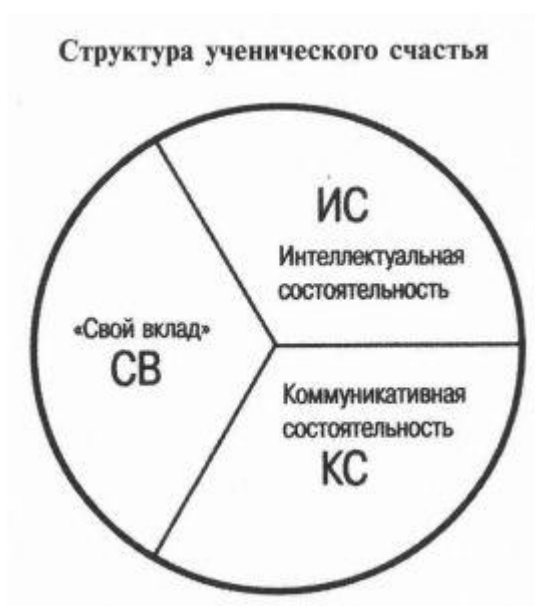 Структура ученического счастья
ИС
Интеллектуальная
состоятельность
«Свой вклад»
СВ
Коммуникативная
состоятельность
КС